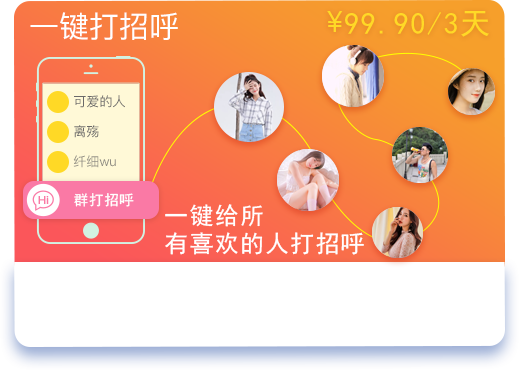 一键打招呼
¥99.90/3天
可爱的人
离殇
纤细wu
Hi
群打招呼
一键给所
有喜欢的人打招呼